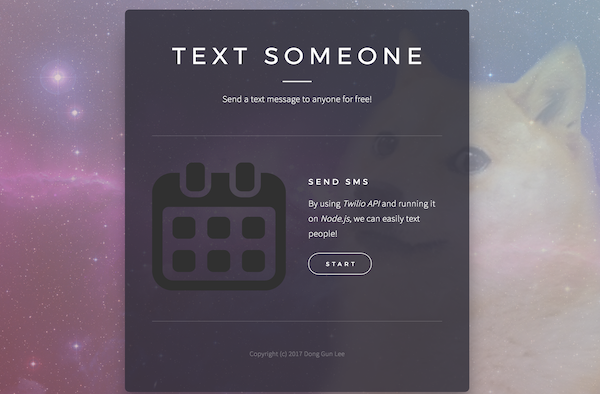 TEXT SOMEONE
Send a text message to anyone for free!
SEND SMS
By using Twilio API and running it
on Node.js, we can easily text
people!
START
Copyright (c) 2017 Dong Gun Lee